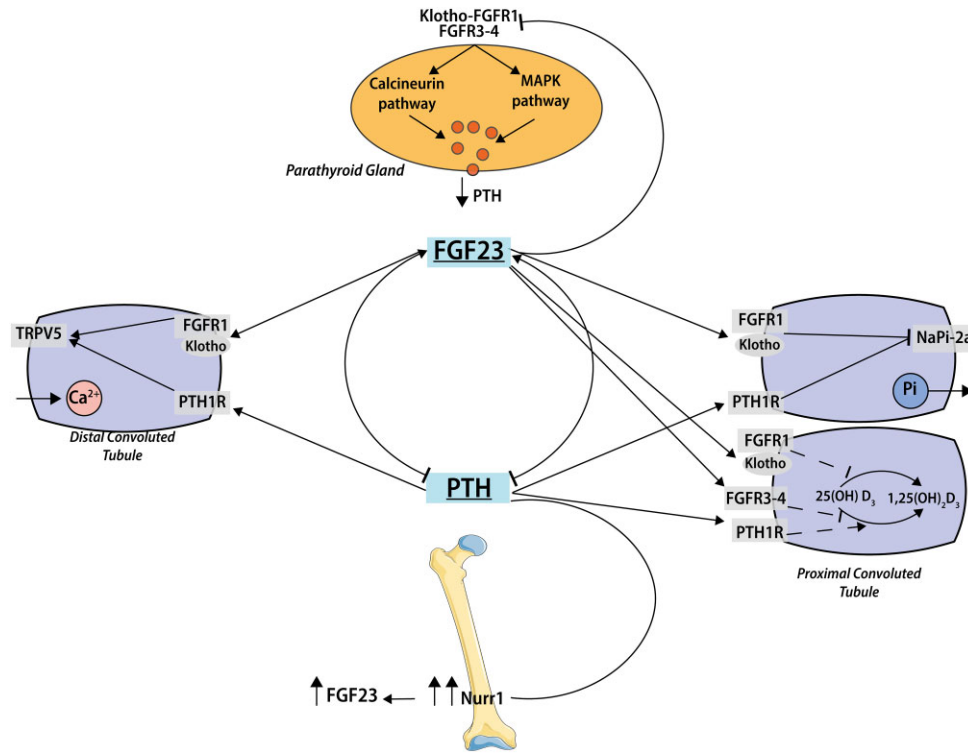 Klotho-FGFR1
FGFR3-4
Calcineurin
pathway
MAPK
pathway
Parathyroid Gland
PTH
FGF23
TRPV5
FGFR1
Klotho
Ca²⁺
PTH1R
Distal Convoluted
Tubule
FGFR1
Klotho
NaPi-2a
PTH1R
Pi
FGFR1
Klotho
FGFR3-4
25(OH) D₃
1,25(OH)₂D₃
PTH1R
Proximal Convoluted
Tubule
PTH
FGF23
Nurr1